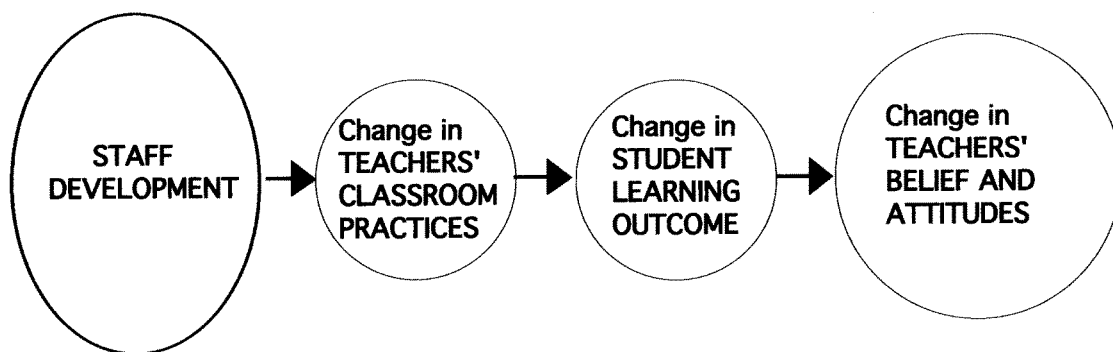 STAFF
DEVELOPMENT
Change in
TEACHERS'
CLASSROOM
PRACTICES
Change in
STUDENT
LEARNING
OUTCOME
Change in
TEACHERS'
BELIEF AND
ATTITUDES